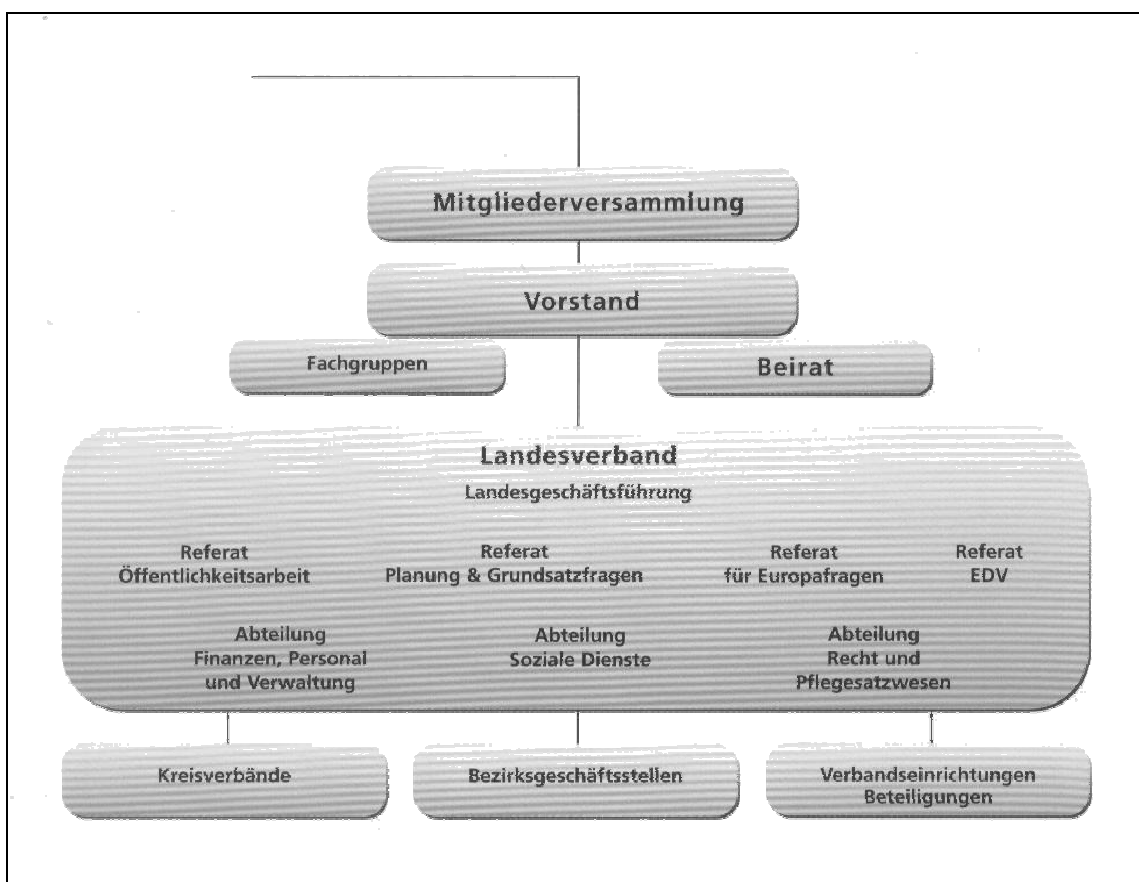 Mitgliederversammlung
Vorstand
Fachgruppen
Beirat
Landesverband
Landesgeschäftsführung
Referat
Öffentlichkeitsarbeit
Referat
Planung & Grundsatzfragen
Referat
für Europafragen
Referat
EDV
Abteilung
Finanzen, Personal
und Verwaltung
Abteilung
Soziale Dienste
Abteilung
Recht und
Pflegesatzwesen
Kreisverbände
Bezirksgeschäftsstellen
Verbandseinrichtungen
Beteiligungen